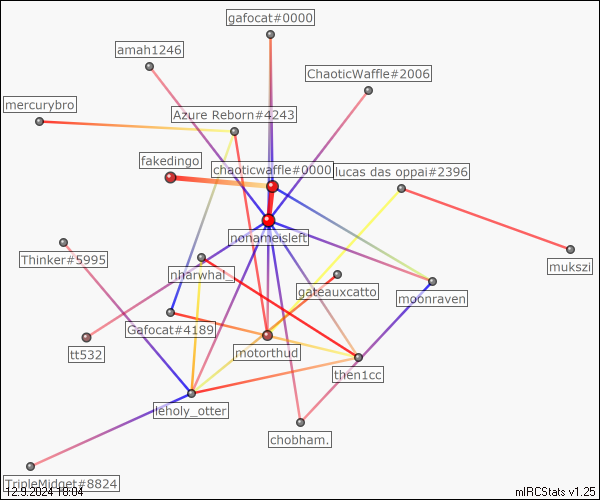 gafocat#0000
amah1246
ChaoticWaffle#2006
mercurybro
Azure Reborn#4243
fakedingo
chaoticwaffle#0000
lucas das oppai#2396
nonameisleft
Thinker#5995
mukszi
nharwhal_
gateauxcatto
moonraven
Gafocat#4189
tt532
motorthud
then1cc
leholy_otter
chobham.
TripleMidget#8824
12.9.2024 18:04
mIRCStats v1.25